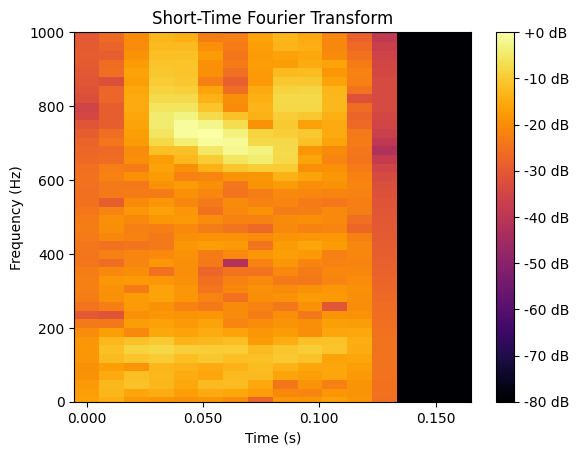 Short-Time Fourier Transform
1000
800
600
400
200
0
Frequency (Hz)
0.000
0.050
0.100
0.150
Time (s)
+0 dB
-10 dB
-20 dB
-30 dB
-40 dB
-50 dB
-60 dB
-70 dB
-80 dB